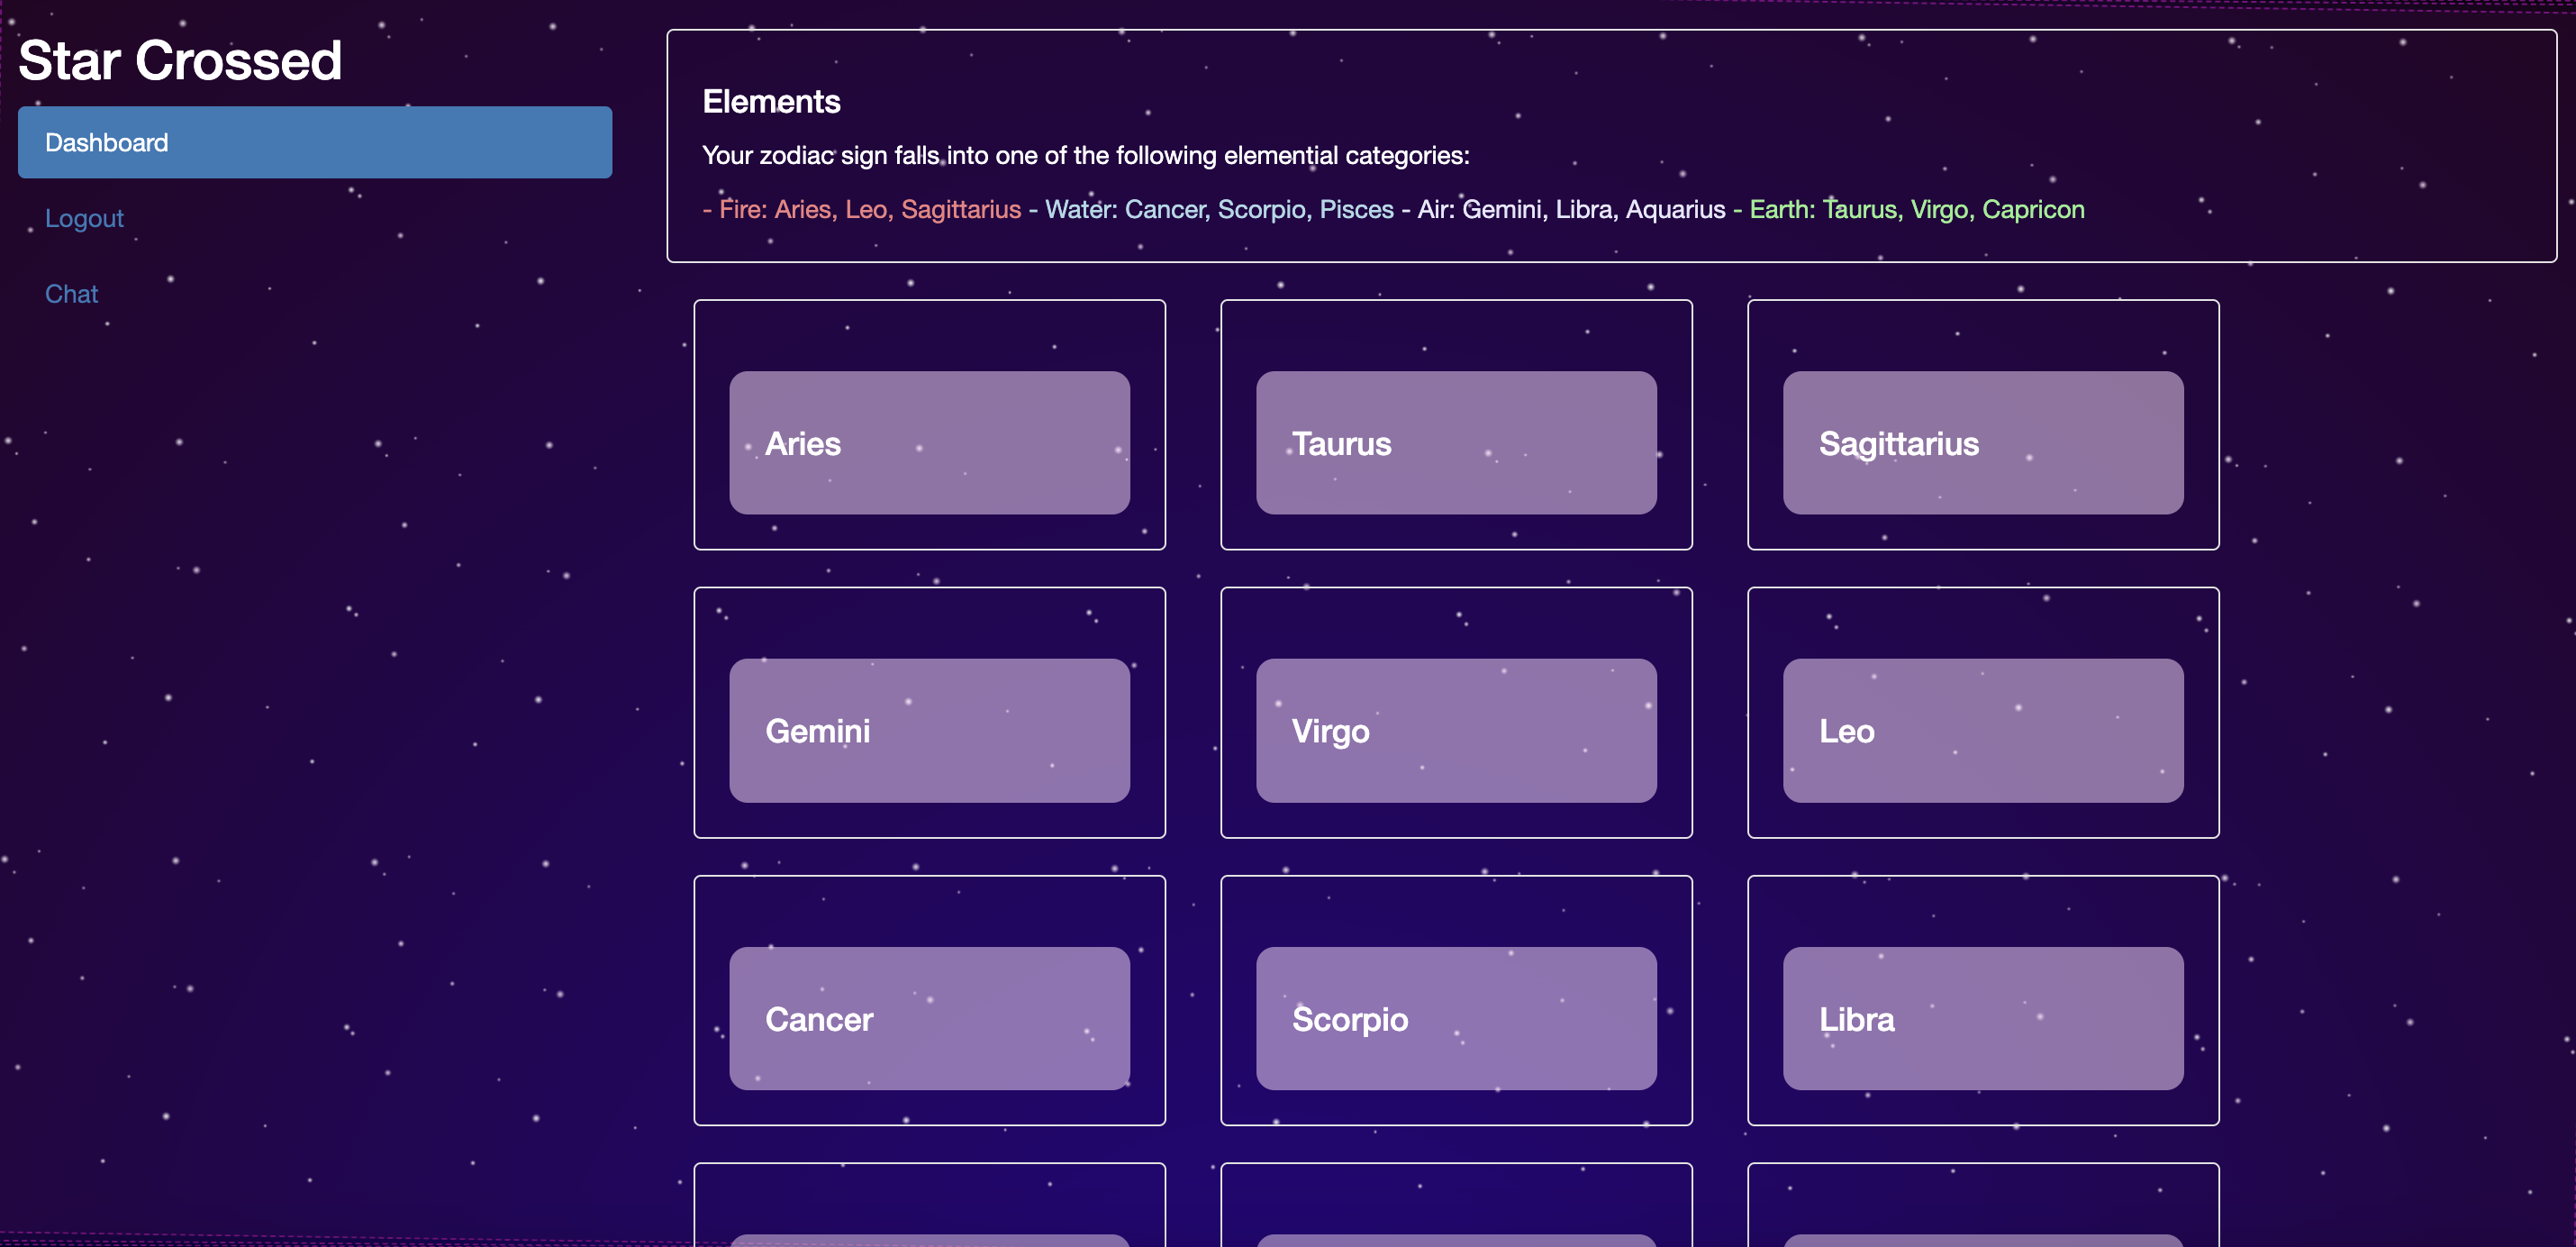 Star Crossed
Dashboard
Logout
Chat
Elements
Your zodiac sign falls into one of the following elemential categories:
- Fire: Aries, Leo, Sagittarius - Water: Cancer, Scorpio, Pisces - Air: Gemini, Libra, Aquarius - Earth: Taurus, Virgo, Capricon
Aries
Taurus
Sagittarius
Gemini
Virgo
Leo
Cancer
Scorpio
Libra